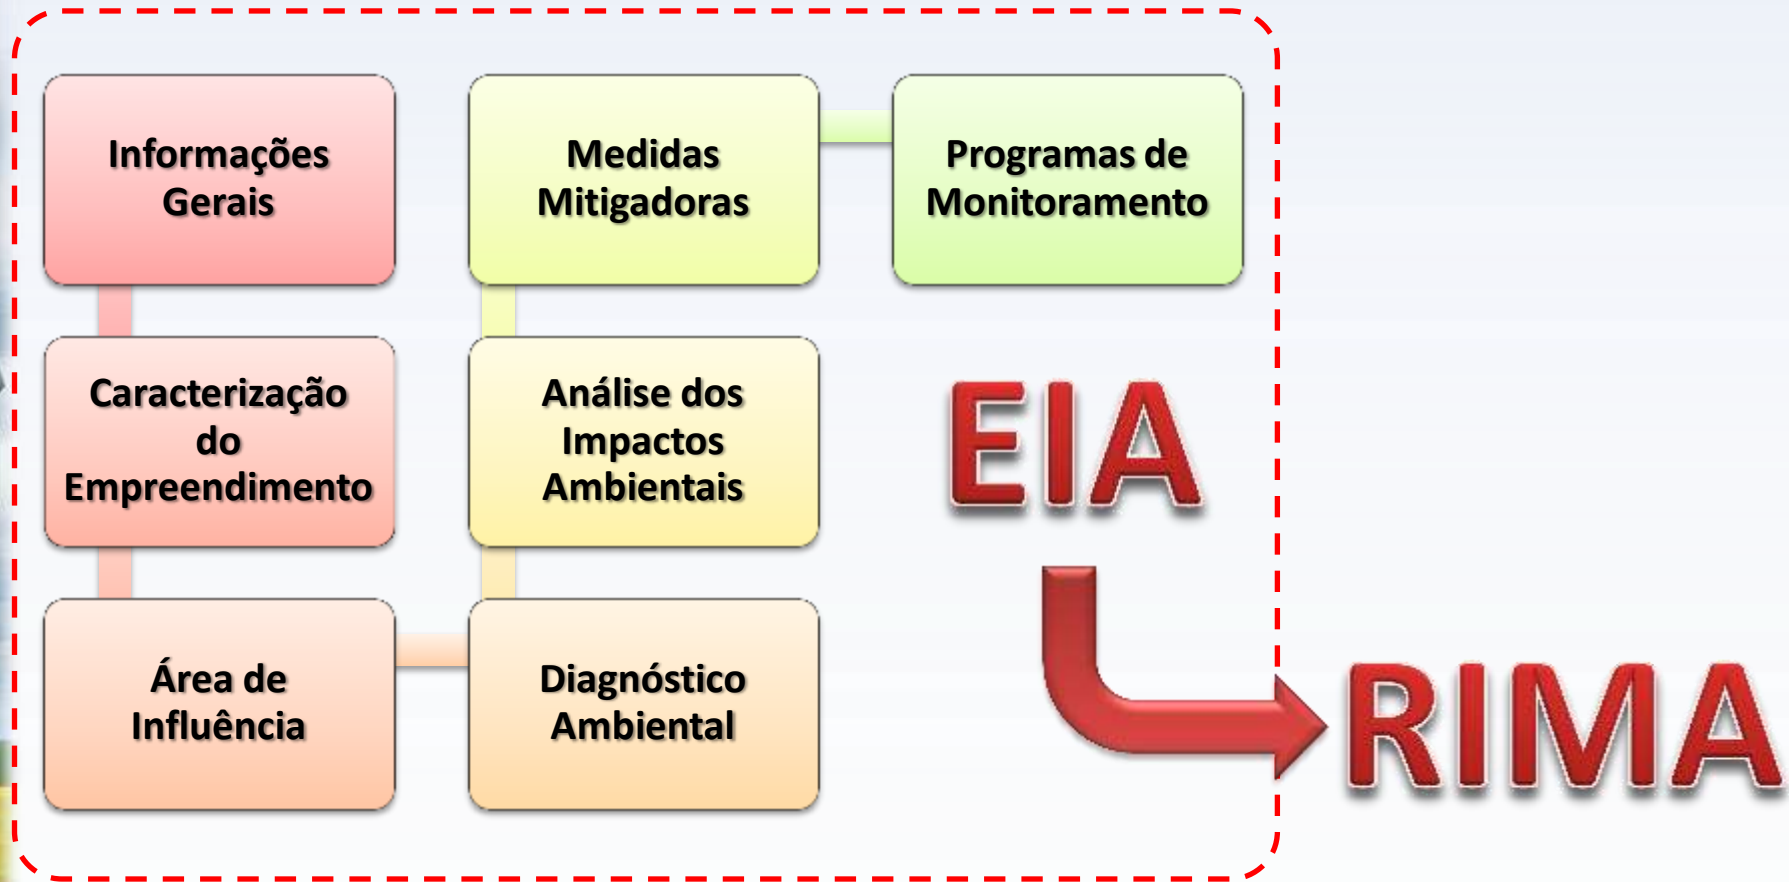 Informações
Gerais
Caracterização
do
Empreendimento
Área de
Influência
Diagnóstico
Ambiental
Análise dos
Impactos
Ambientais
Medidas
Mitigadoras
Programas de
Monitoramento
EIA
RIMA